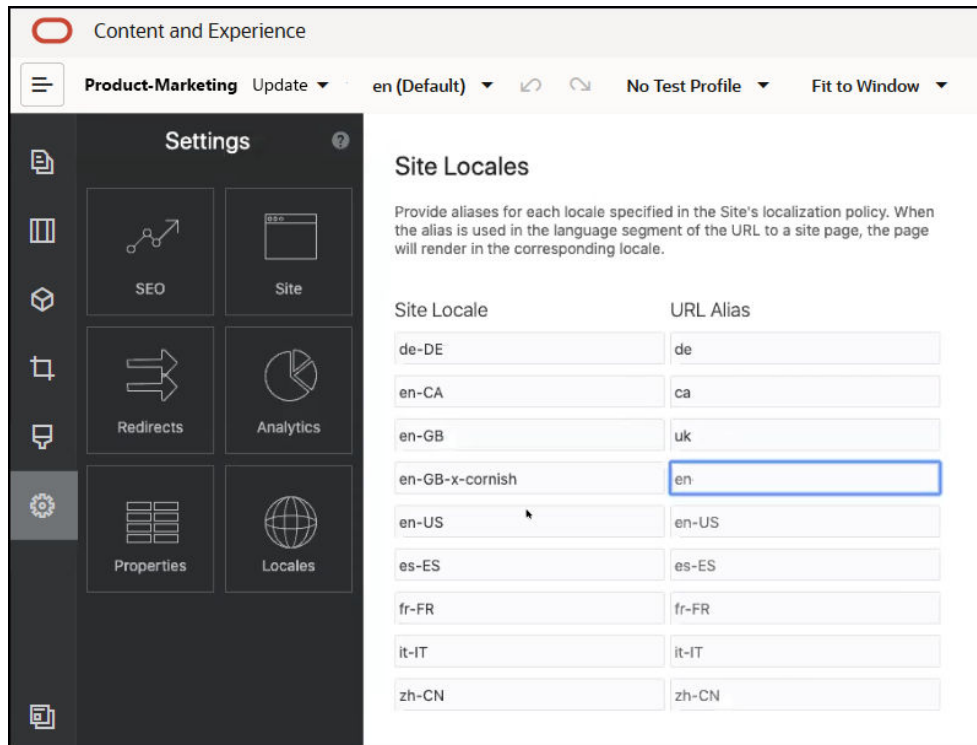 Content and Experience
Product-Marketing Update en (Default) No Test Profile Fit to Window
Settings ?
SEO Site
Redirects Analytics
Properties Locales
Site Locales
Provide aliases for each locale specified in the Site's localization policy. When
the alias is used in the language segment of the URL to a site page, the page
will render in the corresponding locale.
Site Locale URL Alias
de-DE de
en-CA ca
en-GB uk
en-GB-x-cornish en-
en-US en-US
es-ES es-ES
fr-FR fr-FR
it-IT it-IT
zh-CN zh-CN